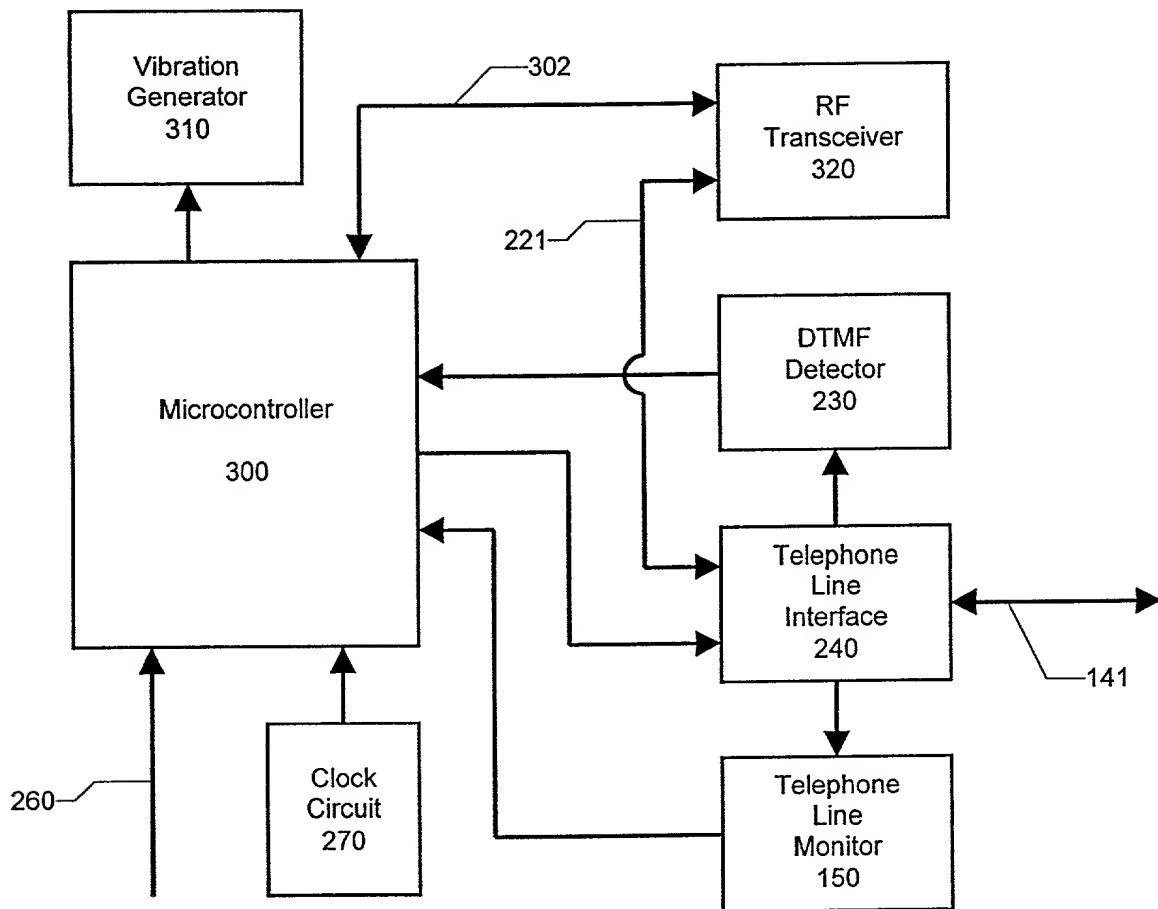 Vibration
Generator
310
302
RF
Transceiver
320
221
DTMF
Detector
230
Microcontroller
300
Telephone
Line
Interface
240
141
260
Clock
Circuit
270
Telephone
Line
Monitor
150